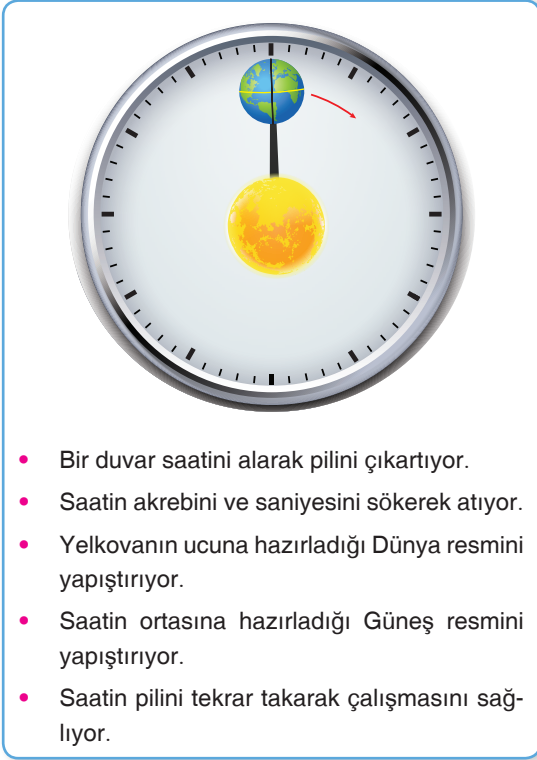 • Bir duvar saatini alarak pilini çıkartıyor.
• Saatin akrebini ve saniyesini sökerek atıyor.
• Yelkovanın ucuna hazırladığı Dünya resmini
yapıştırıyor.
• Saatin ortasına hazırladığı Güneş resmini
yapıştırıyor.
• Saatin pilini tekrar takarak çalışmasını sağ-
lıyor.